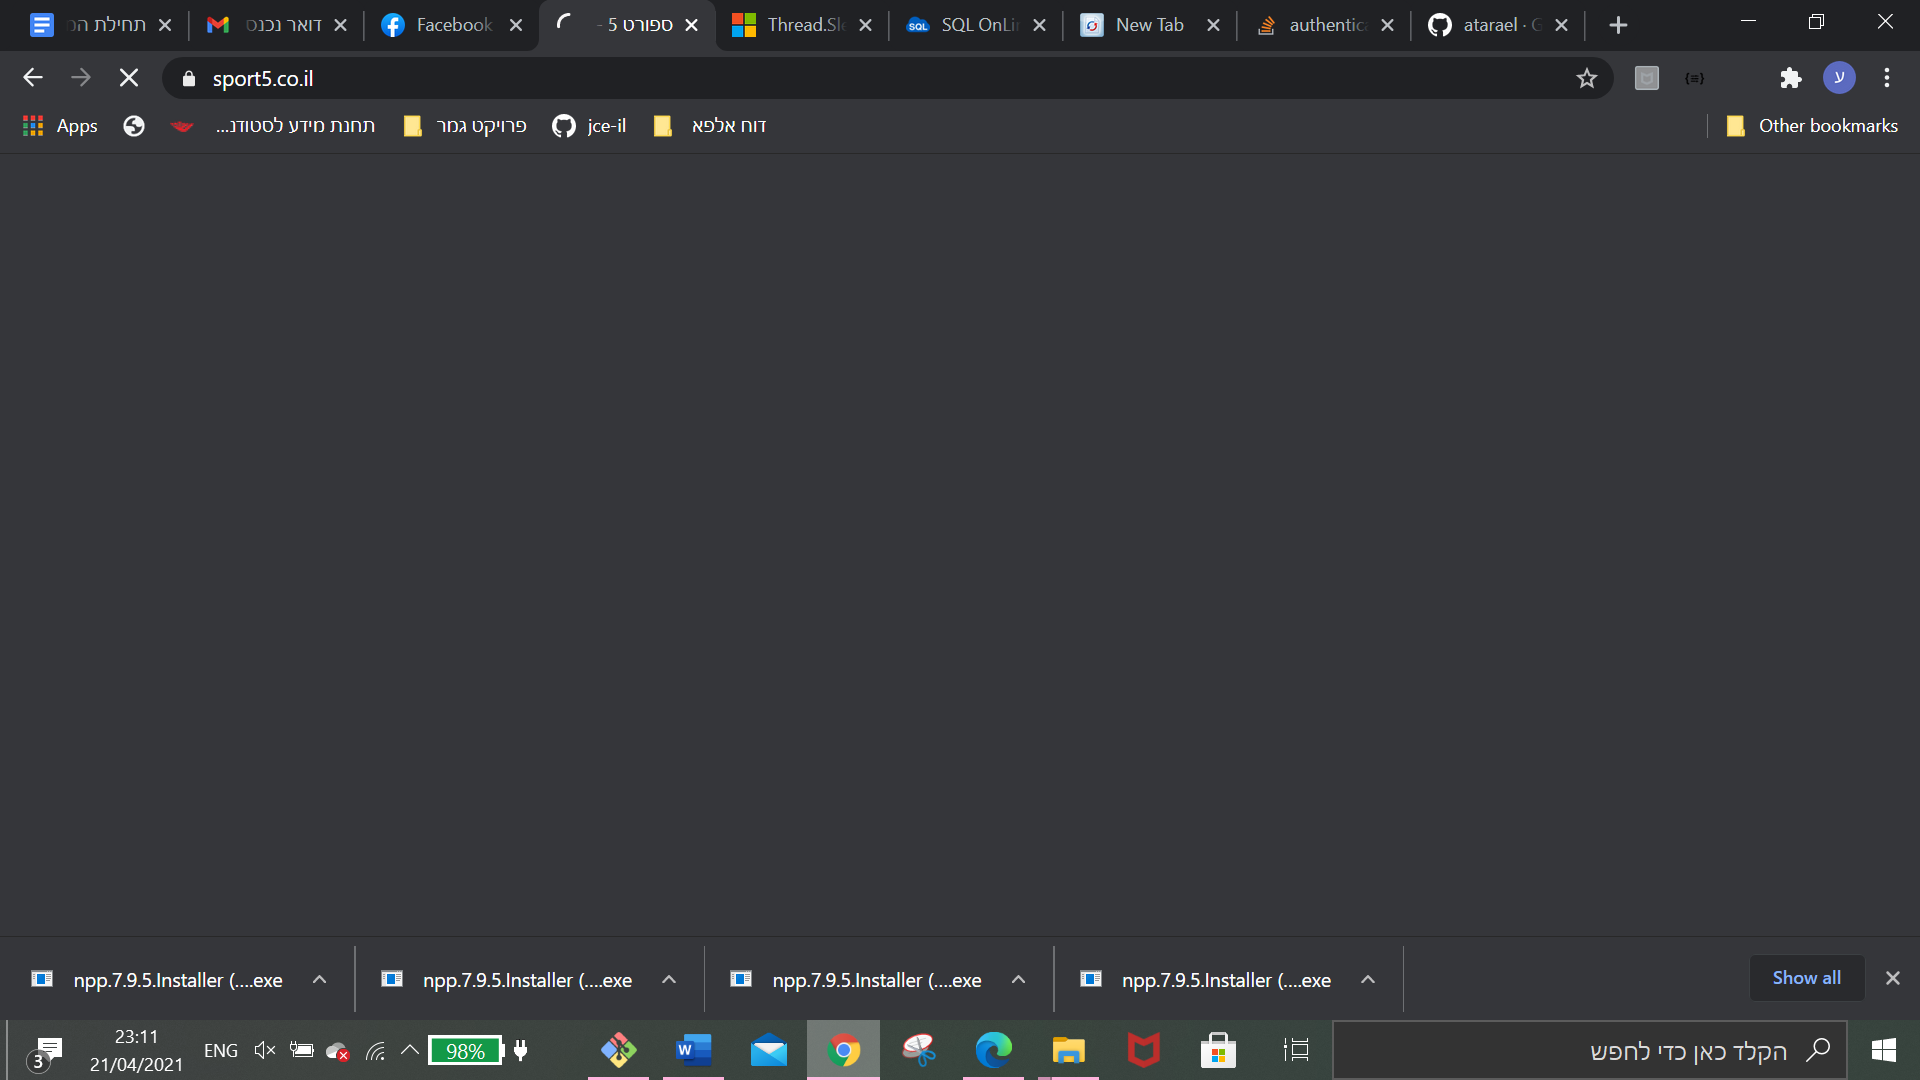 תחילת המ
דואר נכנס
Facebook
ספורט 5 -
Thread.Sle
SQL OnLi
New Tab
authentica
atarael · G
sport5.co.il
{≡}
ע
Apps
תחנת מידע לסטודנ...
פרויקט גמר
jce-il
דוח אלפא
Other bookmarks
npp.7.9.5.Installer (....exe
npp.7.9.5.Installer (....exe
npp.7.9.5.Installer (....exe
npp.7.9.5.Installer (....exe
Show all
3
23:11
21/04/2021
ENG
98%
הקלד כאן כדי לחפש